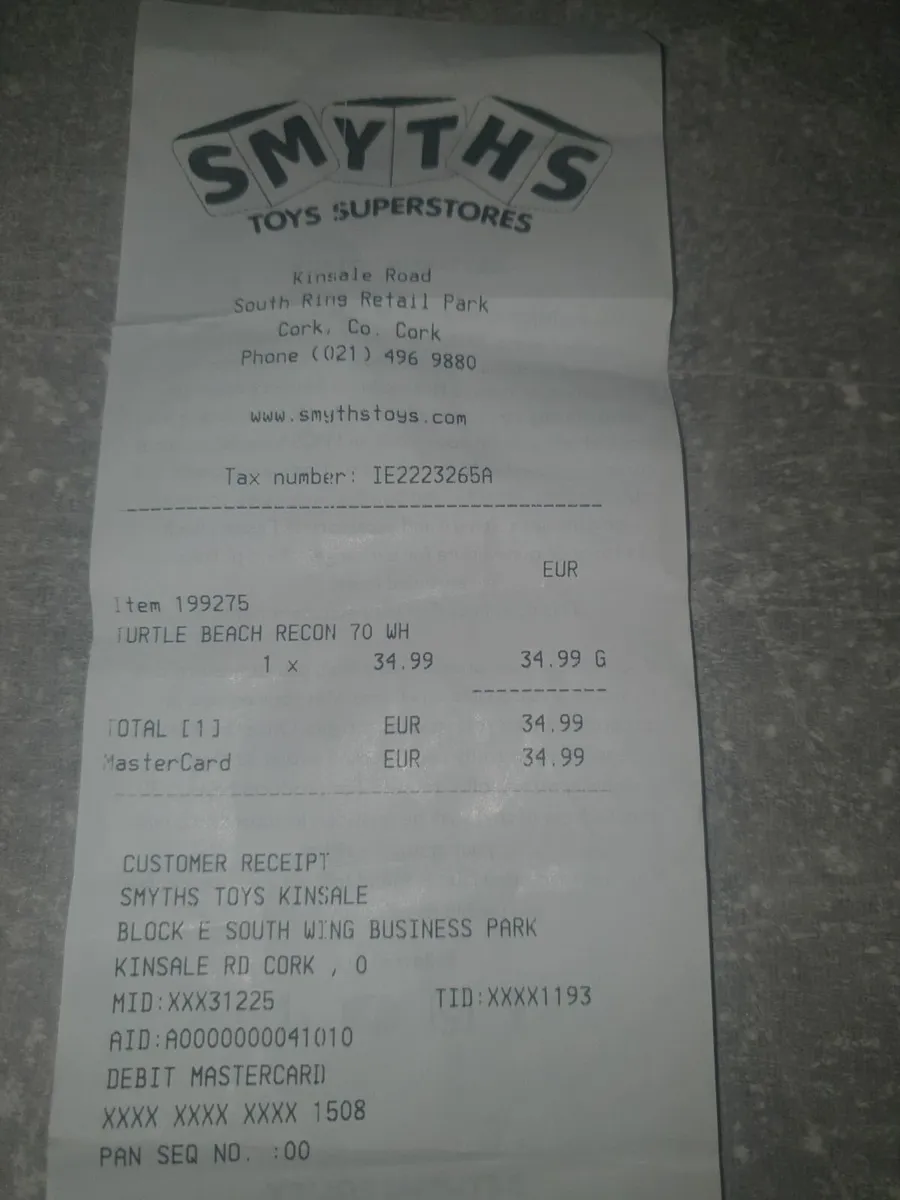 SMYTHS
TOYS SUPERSTORES
Kinsale Road
South Ring Retail Park
Cork, Co. Cork
Phone (021) 496 9880
www.smythstoys.com
Tax number: IE2223265A
EUR
Item 199275
TURTLE BEACH RECON 70 WH
1 x 34.99 34.99 G
TOTAL [1] EUR 34.99
MasterCard EUR 34.99
CUSTOMER RECEIPT
SMYTHS TOYS KINSALE
BLOCK E SOUTH WING BUSINESS PARK
KINSALE RD CORK , 0
MID:XXX31225 TID:XXXX1193
AID:A0000000041010
DEBIT MASTERCARD
XXXX XXXX XXXX 1508
PAN SEQ NO. :00